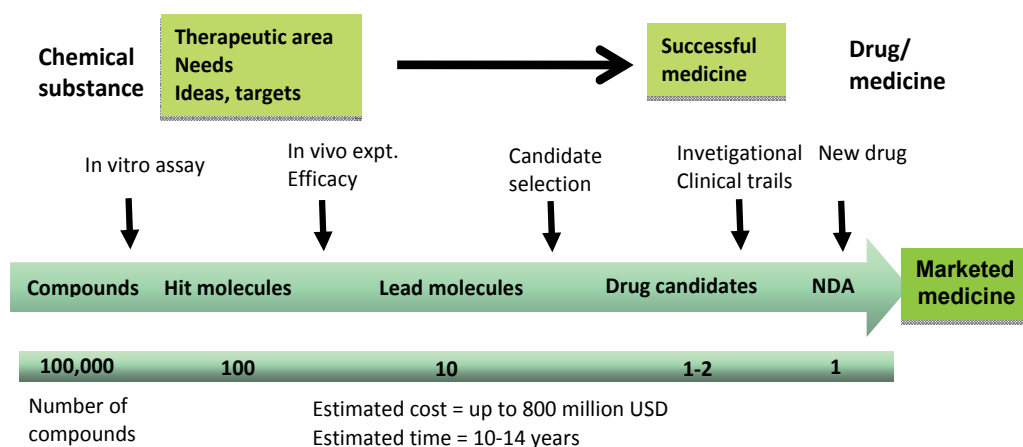 Chemical
substance
Therapeutic area
Needs
Ideas, targets
Successful
medicine
Drug/
medicine
In vitro assay
In vivo expt.
Efficacy
Candidate
selection
Invetigational
Clinical trails
New drug
Compounds
Hit molecules
Lead molecules
Drug candidates
NDA
Marketed
medicine
100,000
100
10
1-2
1
Number of
compounds
Estimated cost = up to 800 million USD
Estimated time = 10-14 years